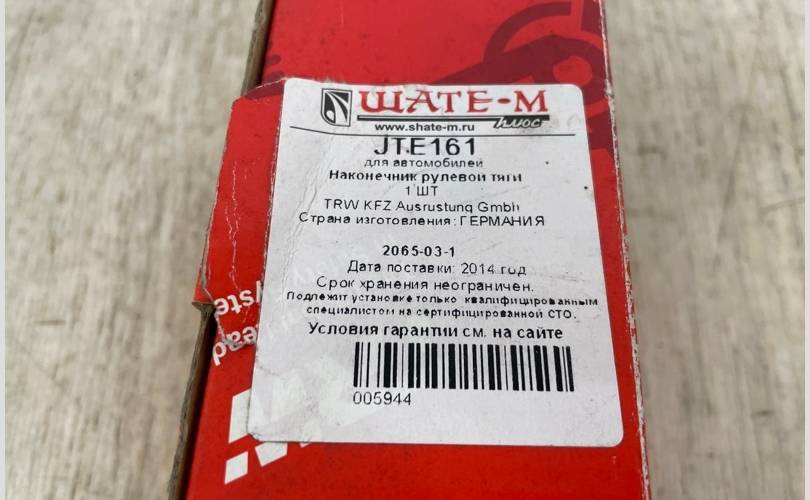 ШАТЕ-М
плюс
www.shate-m.ru
JTE161
для автомобилей
Наконечник рулевой тяги
1 ШТ
TRW KFZ Ausrustung Gmbh
Страна изготовления: ГЕРМАНИЯ
2065-03-1
Дата поставки: 2014 год
Срок хранения неограничен.
Подлежит установке только квалифицированным
специалистом на сертифицированной СТО.
Условия гарантии см. на сайте
005944